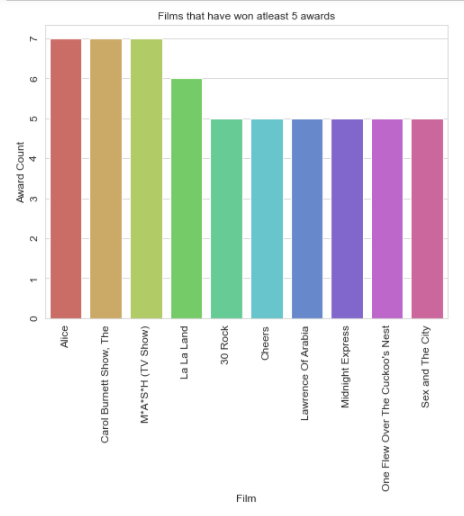 Films that have won atleast 5 awards
7
6
5
4
3
2
1
0
Award Count
Alice
Carol Burnett Show, The
M*A*S*H (TV Show)
La La Land
30 Rock
Cheers
Lawrence Of Arabia
Midnight Express
One Flew Over The Cuckoo's Nest
Sex and The City
Film